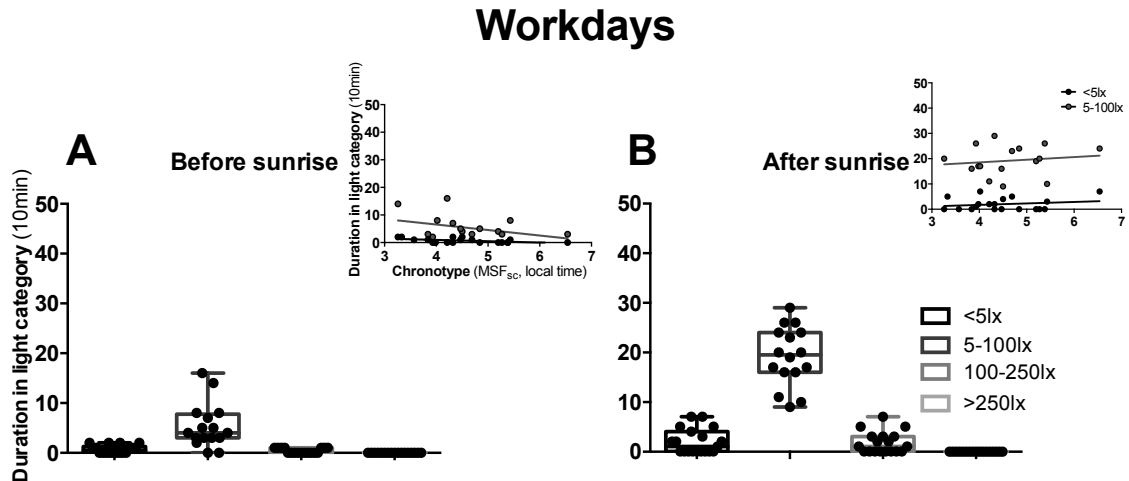 Workdays
A
Before sunrise
Duration in light category (10min)
50
40
30
20
10
0
Duration in light category (10min)
50
40
30
20
10
0
3 4 5 6 7
Chronotype (MSFsc, local time)
B
After sunrise
50
40
30
20
10
0
50
40
30
20
10
0
3 4 5 6 7
<5lx
5-100lx
<5lx
5-100lx
100-250lx
>250lx